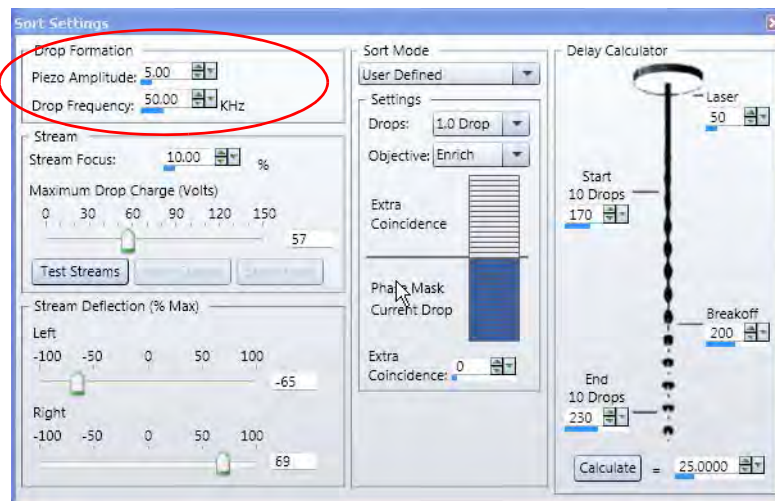 Sort Settings
Drop Formation
Piezo Amplitude: 5.00
Drop Frequency: 50.00 KHz
Stream
Stream Focus: 10.00 %
Maximum Drop Charge (Volts)
0 30 60 90 120 150
57
Test Streams
Stream Deflection (% Max)
Left
-100 -50 0 50 100
-65
Right
-100 -50 0 50 100
69
Sort Mode
User Defined
Settings
Drops: 1.0 Drop
Objective: Enrich
Extra
Coincidence
Phase Mask
Current Drop
Extra
Coincidence: 0
Delay Calculator
Laser
50
Start
10 Drops
170
Breakoff
200
End
10 Drops
230
Calculate = 25.0000